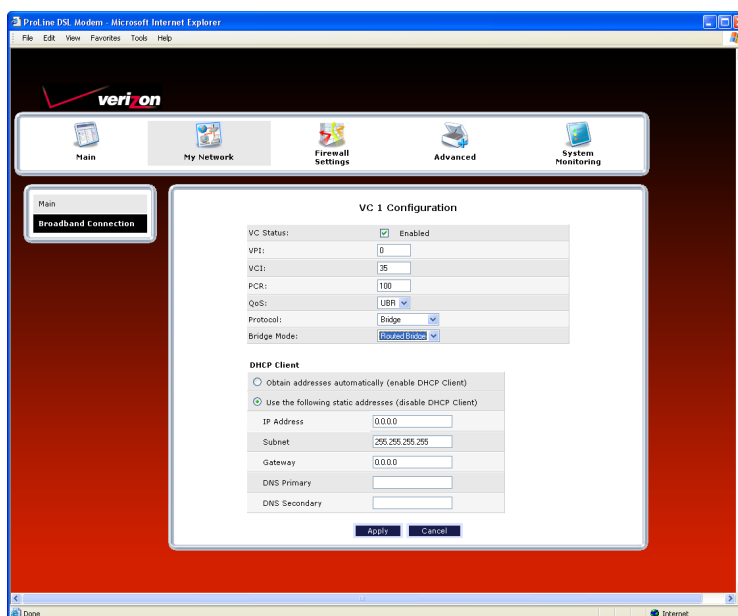 ProLine DSL Modem - Microsoft Internet Explorer
File Edit View Favorites Tools Help
verizon
Main
My Network
Firewall
Settings
Advanced
System
Monitoring
Main
Broadband Connection
VC 1 Configuration
VC Status: Enabled
VPI: 0
VCI: 35
PCR: 100
QoS: UBR
Protocol: Bridge
Bridge Mode: Routed Bridge
DHCP Client
Obtain addresses automatically (enable DHCP Client)
Use the following static addresses (disable DHCP Client)
IP Address 0.0.0.0
Subnet 255.255.255.255
Gateway 0.0.0.0
DNS Primary
DNS Secondary
Apply Cancel
Done Internet